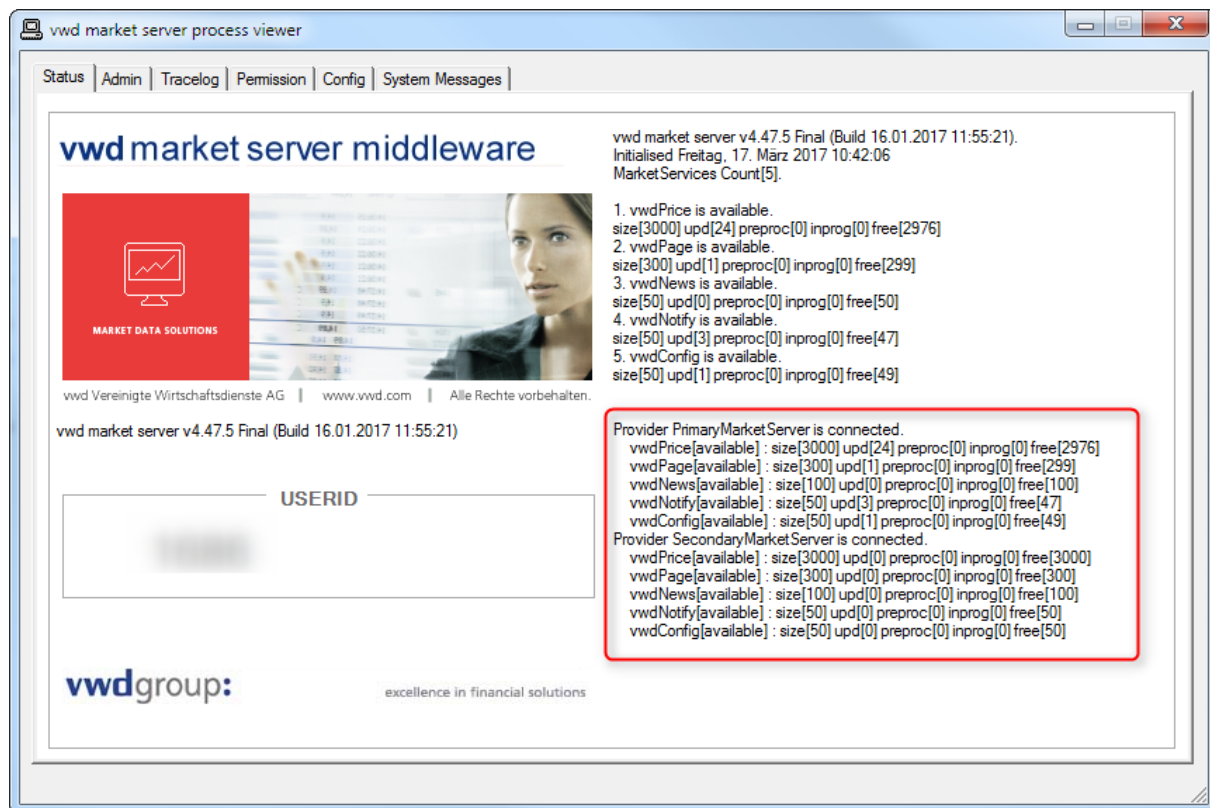 vwd market server process viewer
Status Admin Tracelog Permission Config System Messages
vwd market server middleware
MARKET DATA SOLUTIONS
vwd Vereinigte Wirtschaftsdienste AG | www.vwd.com | Alle Rechte vorbehalten.
vwd market server v4.47.5 Final (Build 16.01.2017 11:55:21)
USERID
vwdgroup:
excellence in financial solutions
vwd market server v4.47.5 Final (Build 16.01.2017 11:55:21).
Initialised Freitag, 17. März 2017 10:42:06
MarketServices Count[5].
1. vwdPrice is available.
size[3000] upd[24] preproc[0] inprog[0] free[2976]
2. vwdPage is available.
size[300] upd[1] preproc[0] inprog[0] free[299]
3. vwdNews is available.
size[50] upd[0] preproc[0] inprog[0] free[50]
4. vwdNotify is available.
size[50] upd[3] preproc[0] inprog[0] free[47]
5. vwdConfig is available.
size[50] upd[1] preproc[0] inprog[0] free[49]
Provider PrimaryMarketServer is connected.
vwdPrice[available] : size[3000] upd[24] preproc[0] inprog[0] free[2976]
vwdPage[available] : size[300] upd[1] preproc[0] inprog[0] free[299]
vwdNews[available] : size[100] upd[0] preproc[0] inprog[0] free[100]
vwdNotify[available] : size[50] upd[3] preproc[0] inprog[0] free[47]
vwdConfig[available] : size[50] upd[1] preproc[0] inprog[0] free[49]
Provider SecondaryMarketServer is connected.
vwdPrice[available] : size[3000] upd[0] preproc[0] inprog[0] free[3000]
vwdPage[available] : size[300] upd[0] preproc[0] inprog[0] free[300]
vwdNews[available] : size[100] upd[0] preproc[0] inprog[0] free[100]
vwdNotify[available] : size[50] upd[0] preproc[0] inprog[0] free[50]
vwdConfig[available] : size[50] upd[0] preproc[0] inprog[0] free[50]